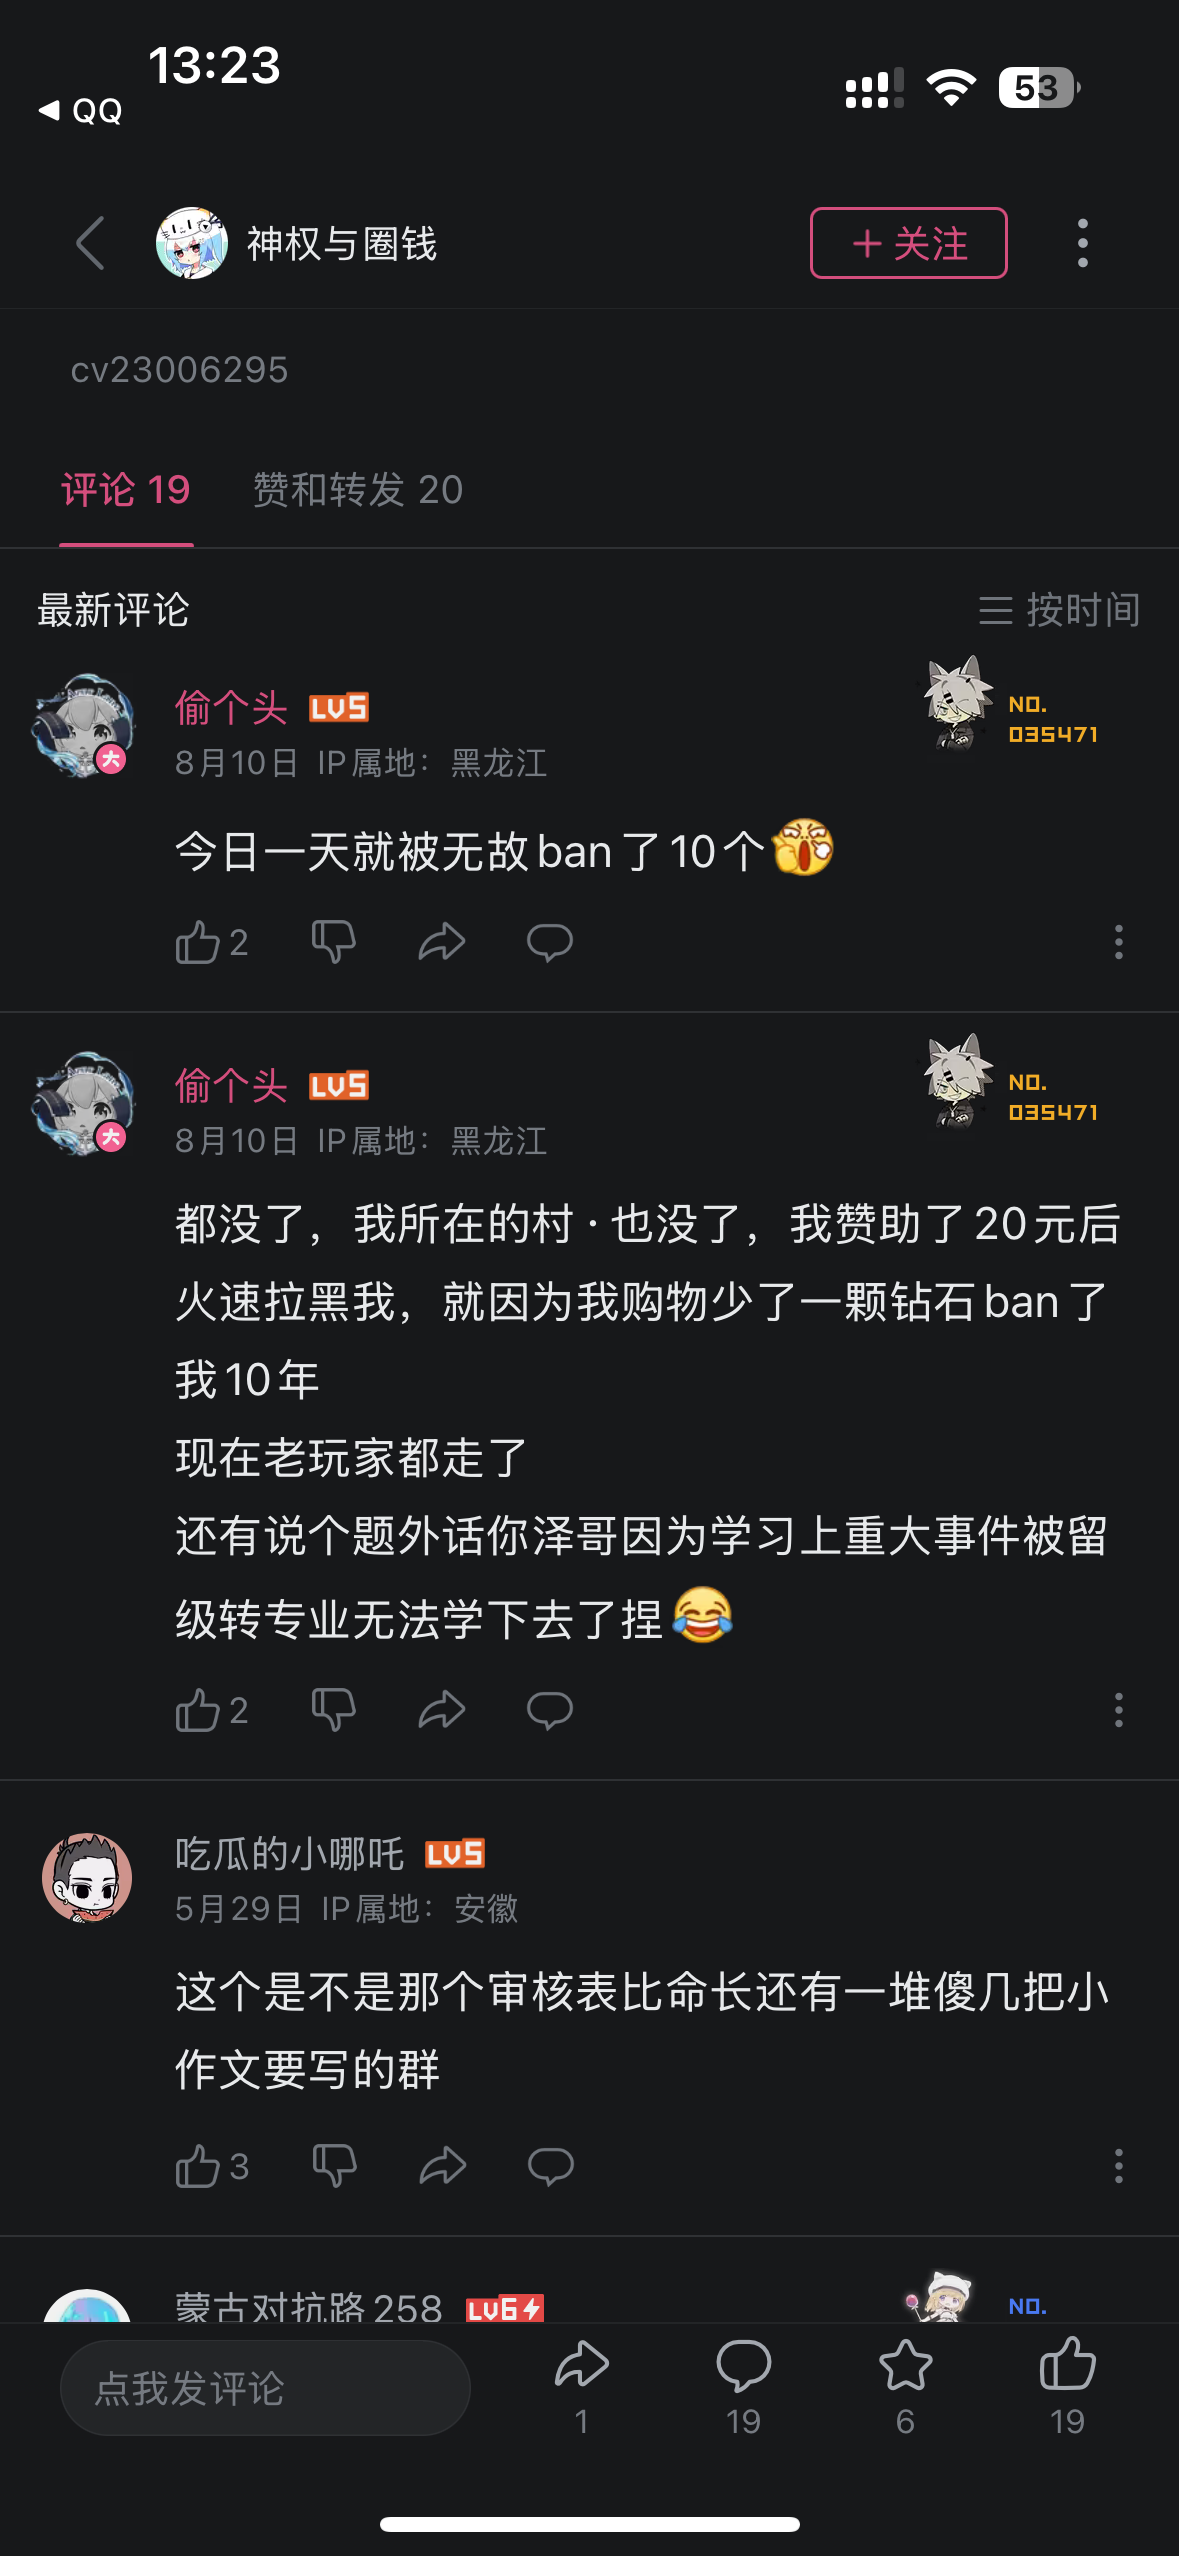 13:23
QQ
53
神权与圈钱
+ 关注
cv23006295
评论 19 赞和转发 20
最新评论
按时间
偷个头 LV5
NO.
035471
8月10日 IP属地：黑龙江
大
今日一天就被无故ban了10个
2
偷个头 LV5
NO.
035471
8月10日 IP属地：黑龙江
大
都没了，我所在的村·也没了，我赞助了20元后
火速拉黑我，就因为我购物少了一颗钻石ban了
我10年
现在老玩家都走了
还有说个题外话你泽哥因为学习上重大事件被留
级转专业无法学下去了捏
2
吃瓜的小哪吒 LV5
5月29日 IP属地：安徽
这个是不是那个审核表比命长还有一堆傻几把小
作文要写的群
3
蒙古对抗路258 LV6
NO.
点我发评论
1
19
6
19